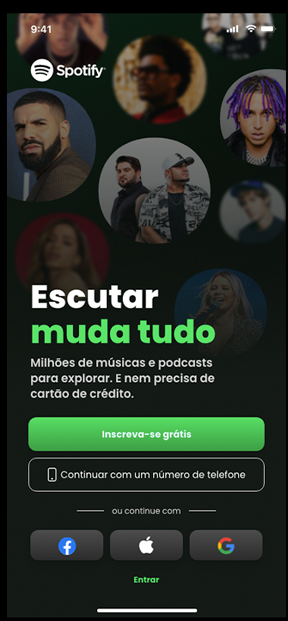 9:41
Spotify
Escutar
muda tudo
Milhões de músicas e podcasts
para explorar. E nem precisa de
cartão de crédito.
Inscreva-se grátis
Continuar com um número de telefone
ou continue com
Entrar